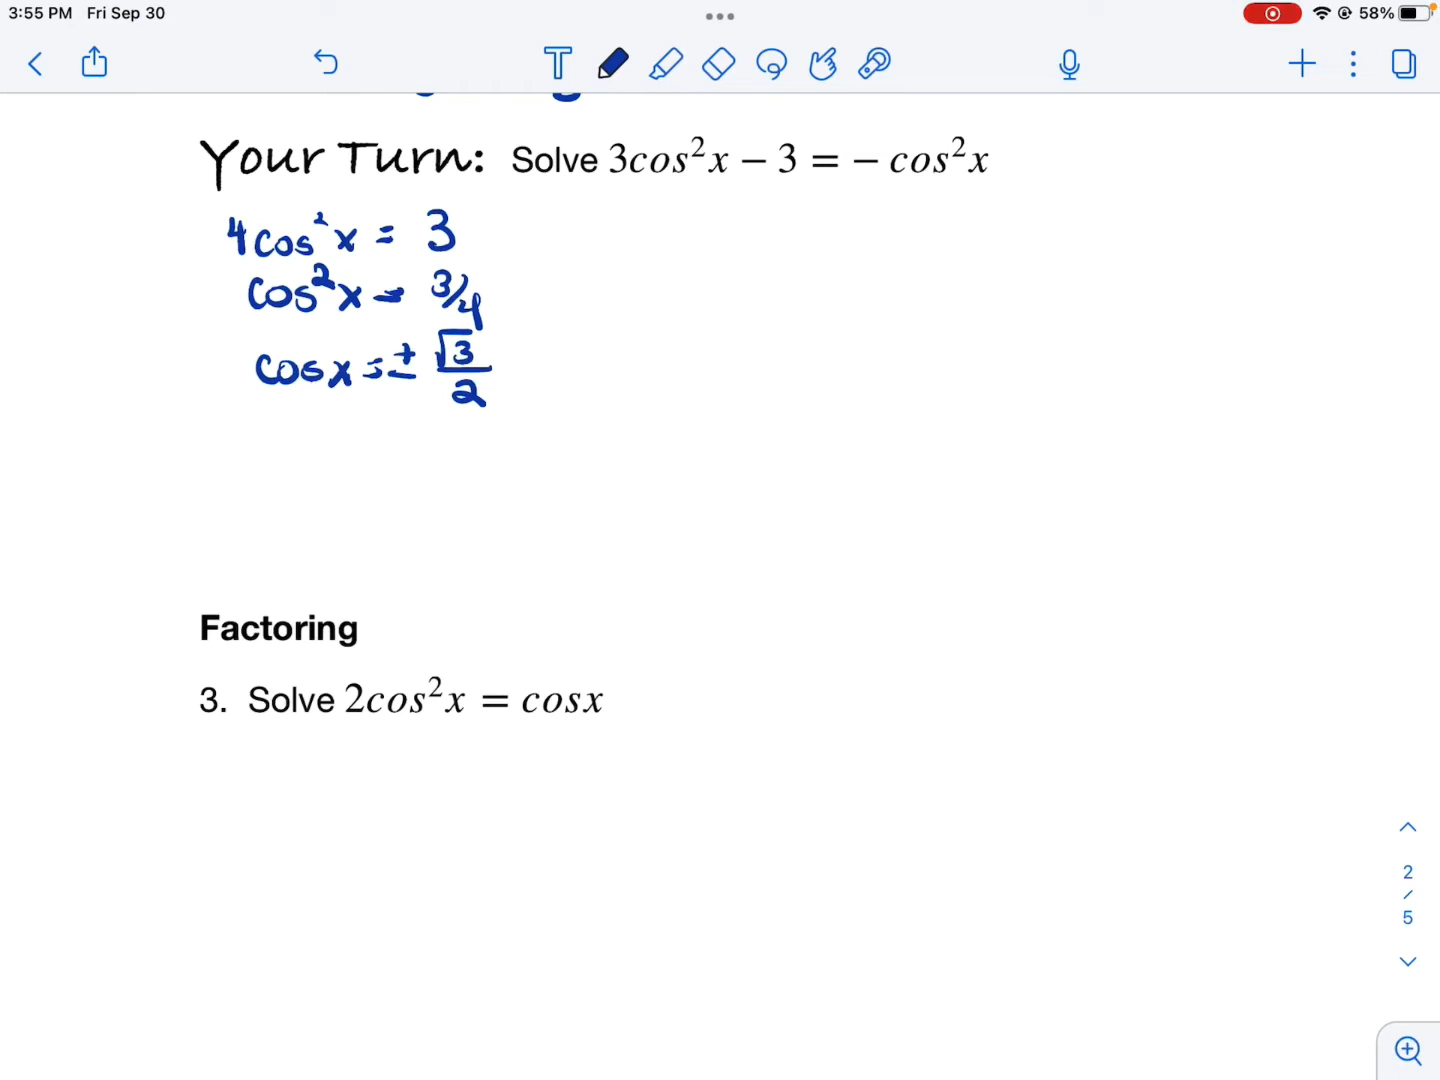 3:55 PM Fri Sep 30
58%
Your Turn: Solve 3cos²x − 3 = − cos²x
4cos²x = 3
cos²x = 3/4
cosx = ± √3/2
Factoring
3. Solve 2cos²x = cosx
2
/
5